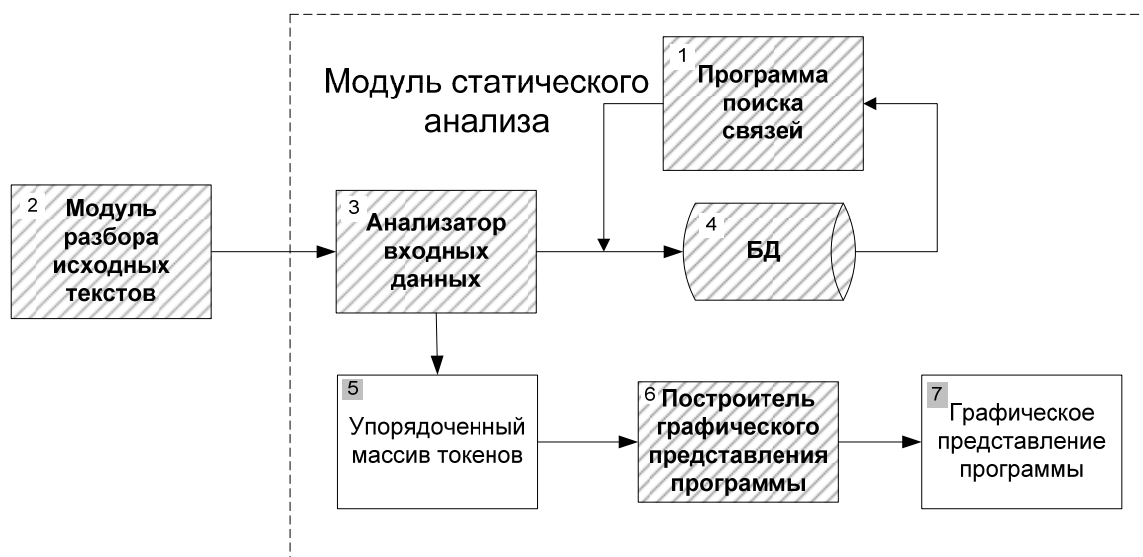 Модуль статического
анализа
1
Программа
поиска
связей
2
Модуль
разбора
исходных
текстов
3
Анализатор
входных
данных
4
БД
5
Упорядоченный
массив токенов
6
Построитель
графического
представления
программы
7
Графическое
представление
программы